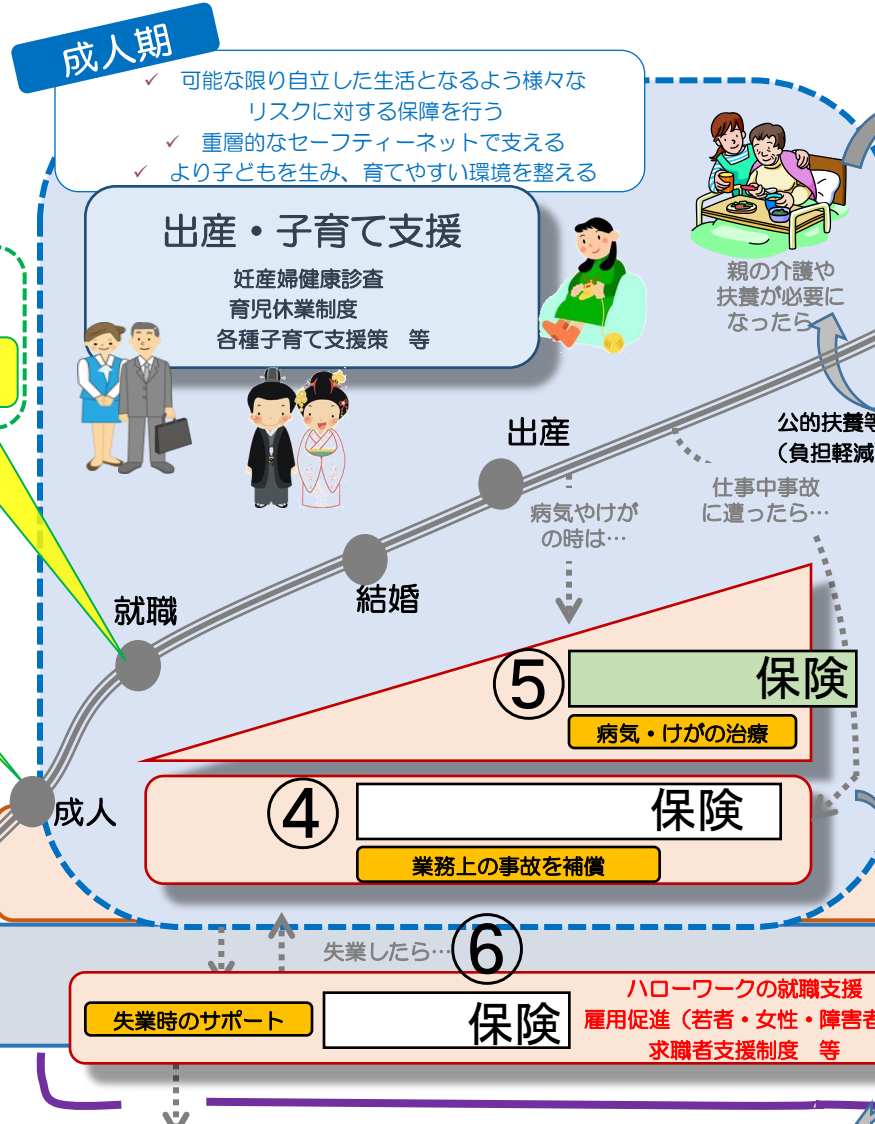 成人期
✓ 可能な限り自立した生活となるよう様々な
リスクに対する保障を行う
✓ 重層的なセーフティーネットで支える
✓ より子どもを生み、育てやすい環境を整える
出産・子育て支援
妊産婦健康診査
育児休業制度
各種子育て支援策 等
親の介護や
扶養が必要に
なったら
公的扶養等
（負担軽減
出産
仕事中事故
に遭ったら…
病気やけが
の時は…
結婚
就職
⑤ 保険
病気・けがの治療
成人
④ 保険
業務上の事故を補償
失業したら…
⑥ 保険
失業時のサポート
ハローワークの就職支援
雇用促進（若者・女性・障害者
求職者支援制度 等